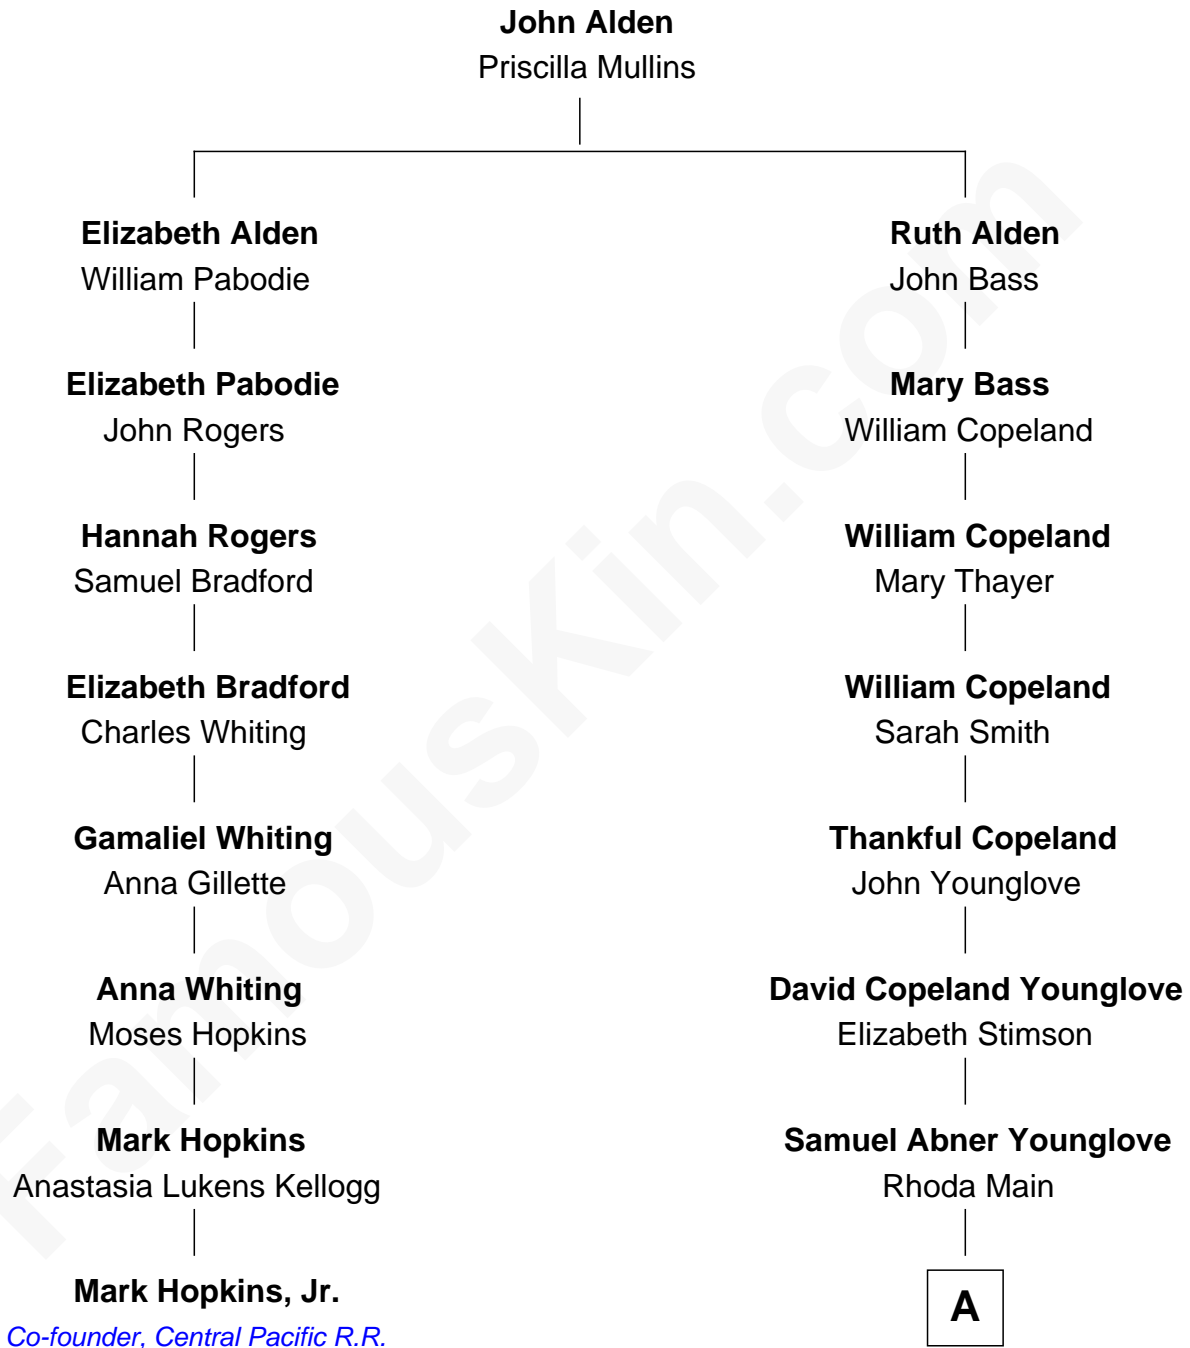 John Alden
Priscilla Mullins
Elizabeth Alden
William Pabodie
Ruth Alden
John Bass
Elizabeth Pabodie
John Rogers
Mary Bass
William Copeland
Hannah Rogers
Samuel Bradford
William Copeland
Mary Thayer
Elizabeth Bradford
Charles Whiting
William Copeland
Sarah Smith
Gamaliel Whiting
Anna Gillette
Thankful Copeland
John Younglove
Anna Whiting
Moses Hopkins
David Copeland Younglove
Elizabeth Stimson
Mark Hopkins
Anastasia Lukens Kellogg
Samuel Abner Younglove
Rhoda Main
Mark Hopkins, Jr.
Co-founder, Central Pacific R.R.
A
FamousKin.com